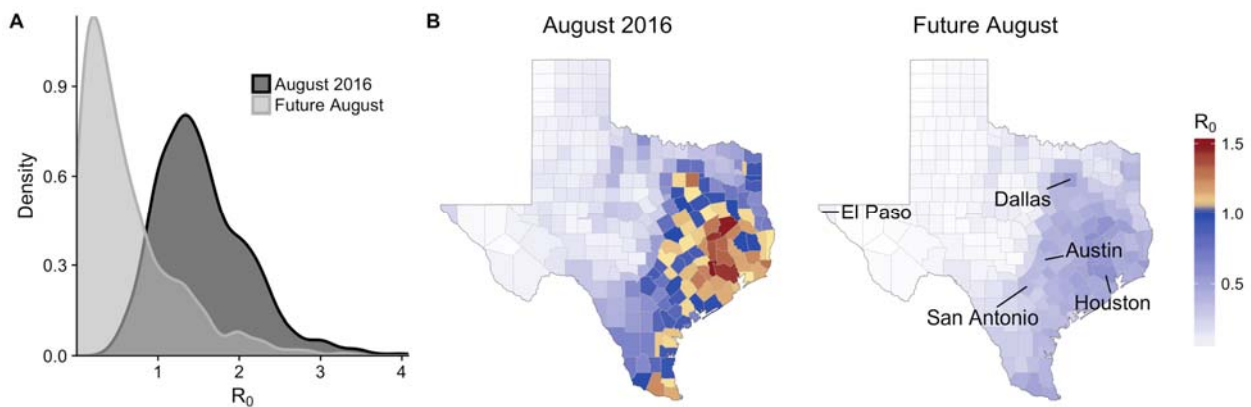 A
Density
0.9
0.6
0.3
0.0
1
2
3
4
R0
August 2016
Future August
B
August 2016
Future August
El Paso
Dallas
Austin
San Antonio
Houston
R0
1.5
1.0
0.5